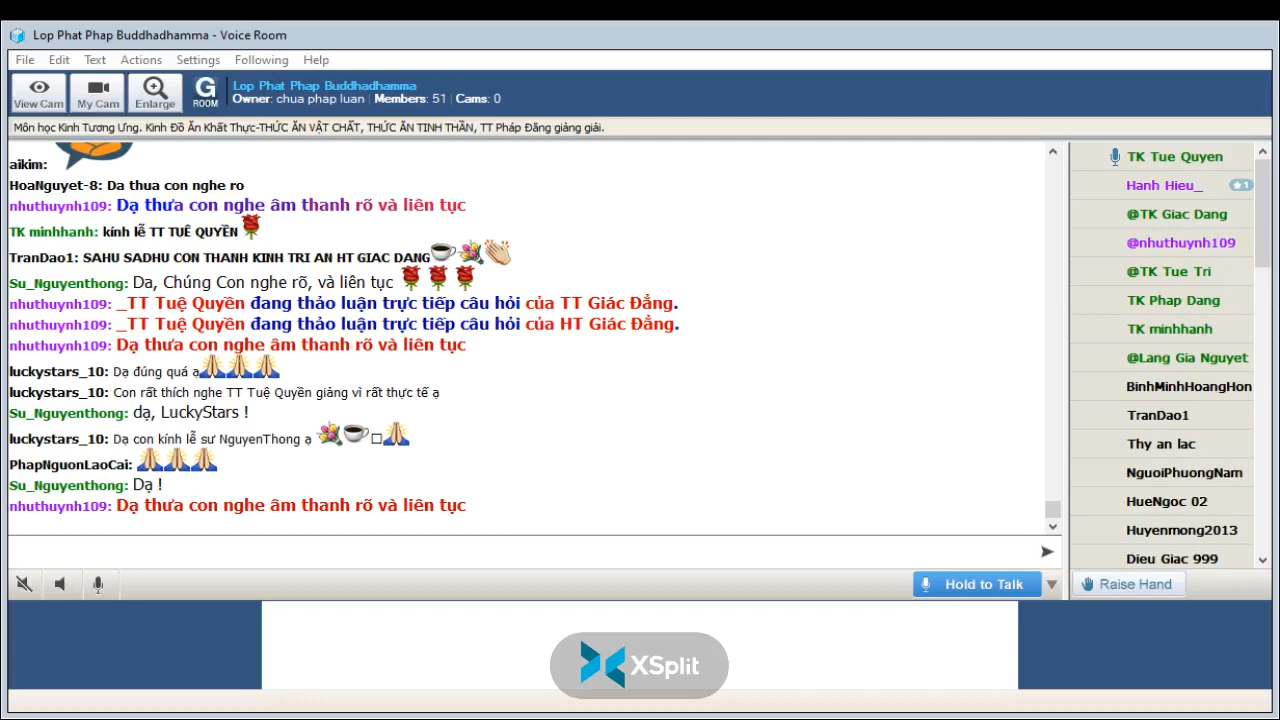 Lop Phat Phap Buddhadhamma - Voice Room
File Edit Text Actions Settings Following Help
View Cam My Cam Enlarge G ROOM
Lop Phat Phap Buddhadhamma
Owner: chua phap luan | Members: 51 | Cams: 0
Môn học Kinh Tương Ưng. Kinh Đồ Ăn Khất Thực-THỨC ĂN VẬT CHẤT, THỨC ĂN TINH THẦN, TT Pháp Đăng giảng giải.
aikim:
HoaNguyet-8: Da thua con nghe ro
nhuthuynh109: Dạ thưa con nghe âm thanh rõ và liên tục
TK minhhanh: kính lễ TT TUỆ QUYỀN
TranDao1: SAHU SADHU CON THANH KINH TRI AN HT GIAC DANG
Su_Nguyenthong: Dạ, Chúng Con nghe rõ, và liên tục
nhuthuynh109: _TT Tuệ Quyền đang thảo luận trực tiếp câu hỏi của TT Giác Đẳng.
nhuthuynh109: _TT Tuệ Quyền đang thảo luận trực tiếp câu hỏi của HT Giác Đẳng.
nhuthuynh109: Dạ thưa con nghe âm thanh rõ và liên tục
luckystars_10: Dạ đúng quá ạ
luckystars_10: Con rất thích nghe TT Tuệ Quyền giảng vì rất thực tế ạ
Su_Nguyenthong: dạ, LuckyStars !
luckystars_10: Dạ con kính lễ sư NguyenThong ạ
PhapNguonLaoCai:
Su_Nguyenthong: Dạ !
nhuthuynh109: Dạ thưa con nghe âm thanh rõ và liên tục
TK Tue Quyen
Hanh Hieu_ 1
@TK Giac Dang
@nhuthuynh109
@TK Tue Tri
TK Phap Dang
TK minhhanh
@Lang Gia Nguyet
BinhMinhHoangHon
TranDao1
Thy an lac
NguoiPhuongNam
HueNgoc 02
Huyenmong2013
Dieu Giac 999
Hold to Talk
Raise Hand
XSplit